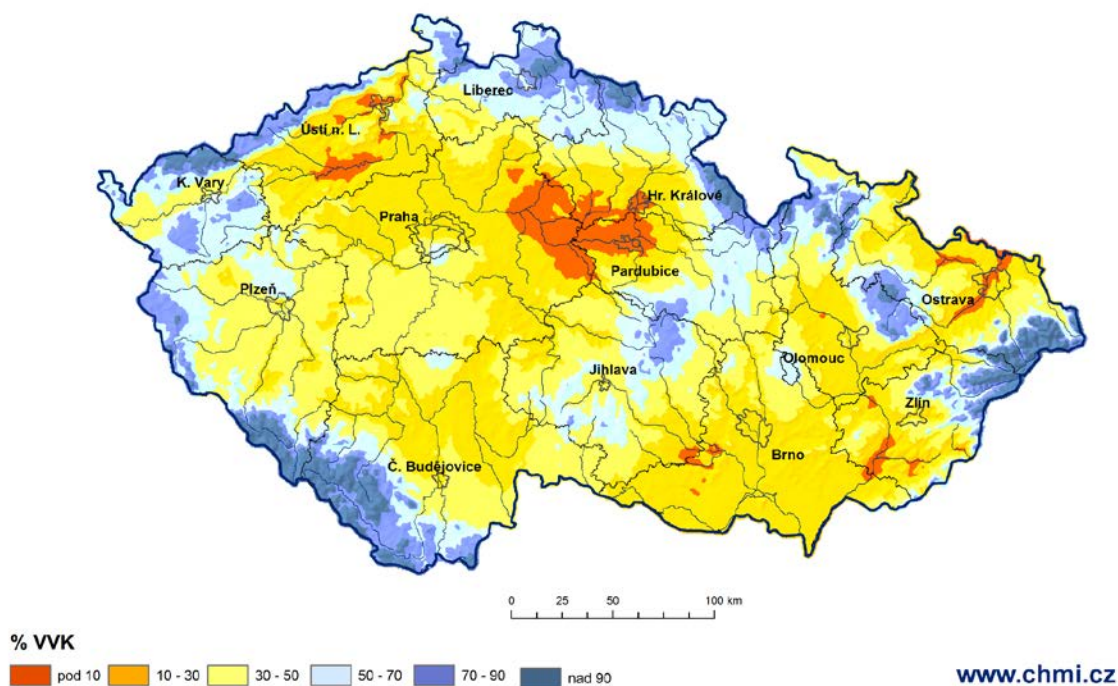 Liberec
Ústí n. L.
K. Vary
Hr. Králové
Praha
Pardubice
Plzeň
Ostrava
Olomouc
Jihlava
Zlín
Brno
Č. Budějovice
0 25 50 100 km
% VVK
pod 10 10 - 30 30 - 50 50 - 70 70 - 90 nad 90
www.chmi.cz